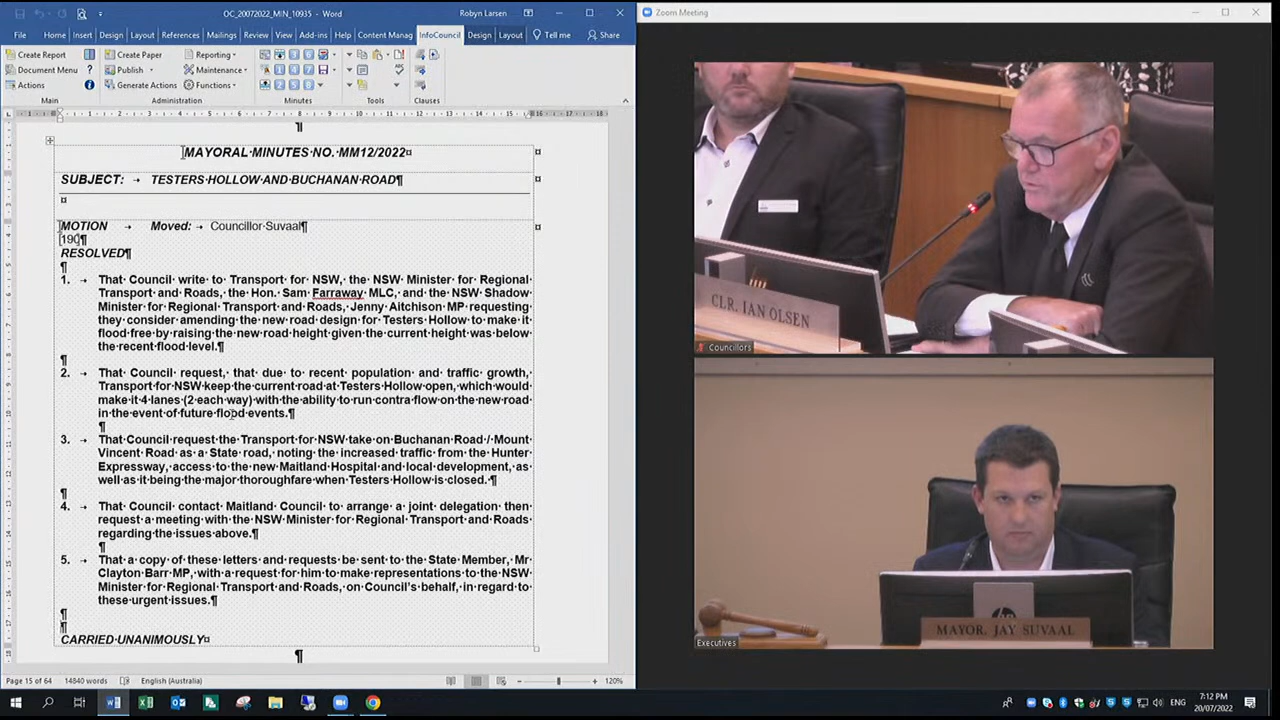 OC_20072022_MIN_10935 - Word
Robyn Larsen
File Home Insert Design Layout References Mailings Review View Add-ins Help Content Manag InfoCouncil Design Layout Tell me Share
Create Report
Create Paper
Reporting
Document Menu
Publish
Maintenance
Actions
Generate Actions
Functions
Main
Administration
Minutes
Tools
Clauses
MAYORAL MINUTES NO. MM12/2022
SUBJECT: TESTERS HOLLOW AND BUCHANAN ROAD
MOTION Moved: Councillor Suvaal
190
RESOLVED
1. That Council write to Transport for NSW, the NSW Minister for Regional
Transport and Roads, the Hon. Sam Farraway MLC, and the NSW Shadow
Minister for Regional Transport and Roads, Jenny Aitchison MP requesting
they consider amending the new road design for Testers Hollow to make it
flood free by raising the new road height given the current height was below
the recent flood level.
2. That Council request, that due to recent population and traffic growth,
Transport for NSW keep the current road at Testers Hollow open, which would
make it 4 lanes (2 each way) with the ability to run contra flow on the new road
in the event of future flood events.
3. That Council request the Transport for NSW take on Buchanan Road / Mount
Vincent Road as a State road, noting the increased traffic from the Hunter
Expressway, access to the new Maitland Hospital and local development, as
well as it being the major thoroughfare when Testers Hollow is closed.
4. That Council contact Maitland Council to arrange a joint delegation then
request a meeting with the NSW Minister for Regional Transport and Roads
regarding the issues above.
5. That a copy of these letters and requests be sent to the State Member, Mr
Clayton Barr MP, with a request for him to make representations to the NSW
Minister for Regional Transport and Roads, on Council's behalf, in regard to
these urgent issues.
CARRIED UNANIMOUSLY
Page 15 of 64 14840 words English (Australia)
120%
Zoom Meeting
CLR. IAN OLSEN
Councillors
hp
MAYOR, JAY SUVAAL
Executives
ENG
7:12 PM
20/07/2022